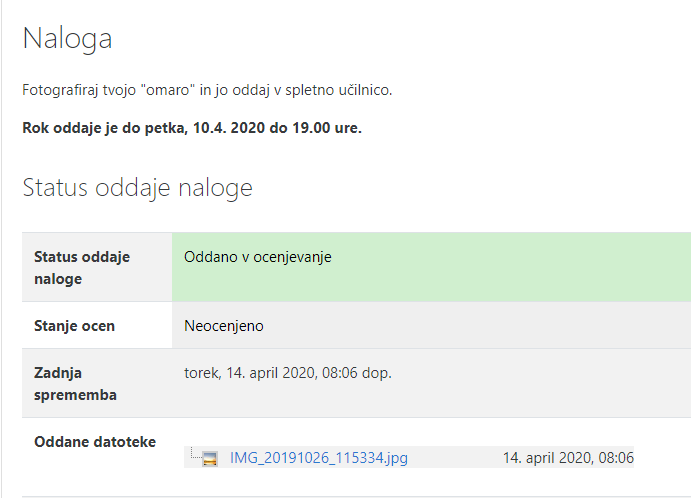 Naloga
Fotografiraj tvojo "omaro" in jo oddaj v spletno učilnico.
Rok oddaje je do petka, 10.4. 2020 do 19.00 ure.
Status oddaje naloge
Status oddaje
naloge
Oddano v ocenjevanje
Stanje ocen
Neocenjeno
Zadnja
sprememba
torek, 14. april 2020, 08:06 dop.
Oddane datoteke
IMG_20191026_115334.jpg
14. april 2020, 08:06